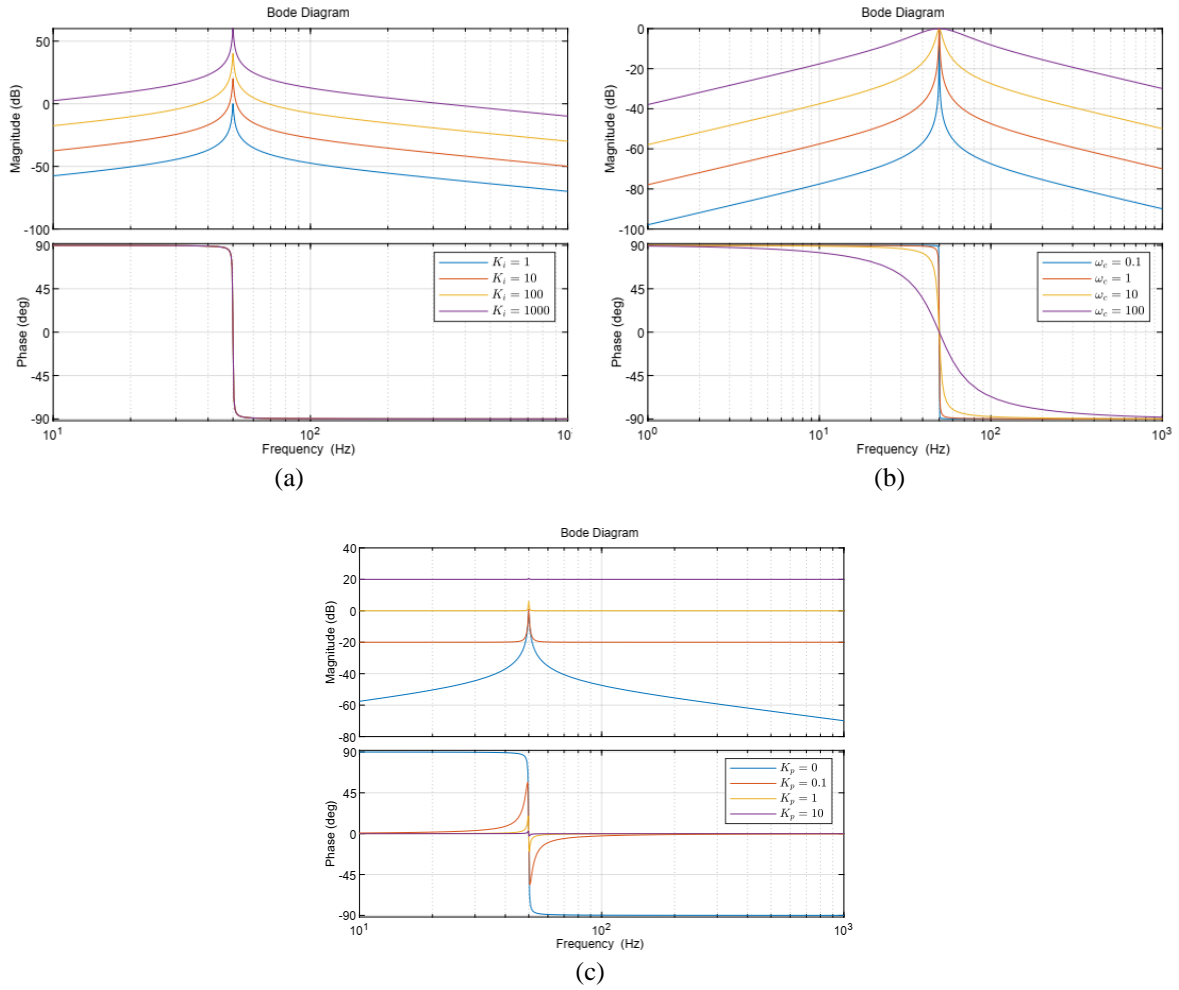 Bode Diagram
50
0
-50
-100
Magnitude (dB)
90
45
0
-45
-90
Phase (deg)
K_i = 1
K_i = 10
K_i = 100
K_i = 1000
10^1
10^2
10
Frequency (Hz)
(a)
Bode Diagram
0
-20
-40
-60
-80
-100
Magnitude (dB)
90
45
0
-45
-90
Phase (deg)
ω_c = 0.1
ω_c = 1
ω_c = 10
ω_c = 100
10^0
10^1
10^2
10^3
Frequency (Hz)
(b)
Bode Diagram
40
20
0
-20
-40
-60
-80
Magnitude (dB)
90
45
0
-45
-90
Phase (deg)
K_p = 0
K_p = 0.1
K_p = 1
K_p = 10
10^1
10^2
10^3
Frequency (Hz)
(c)